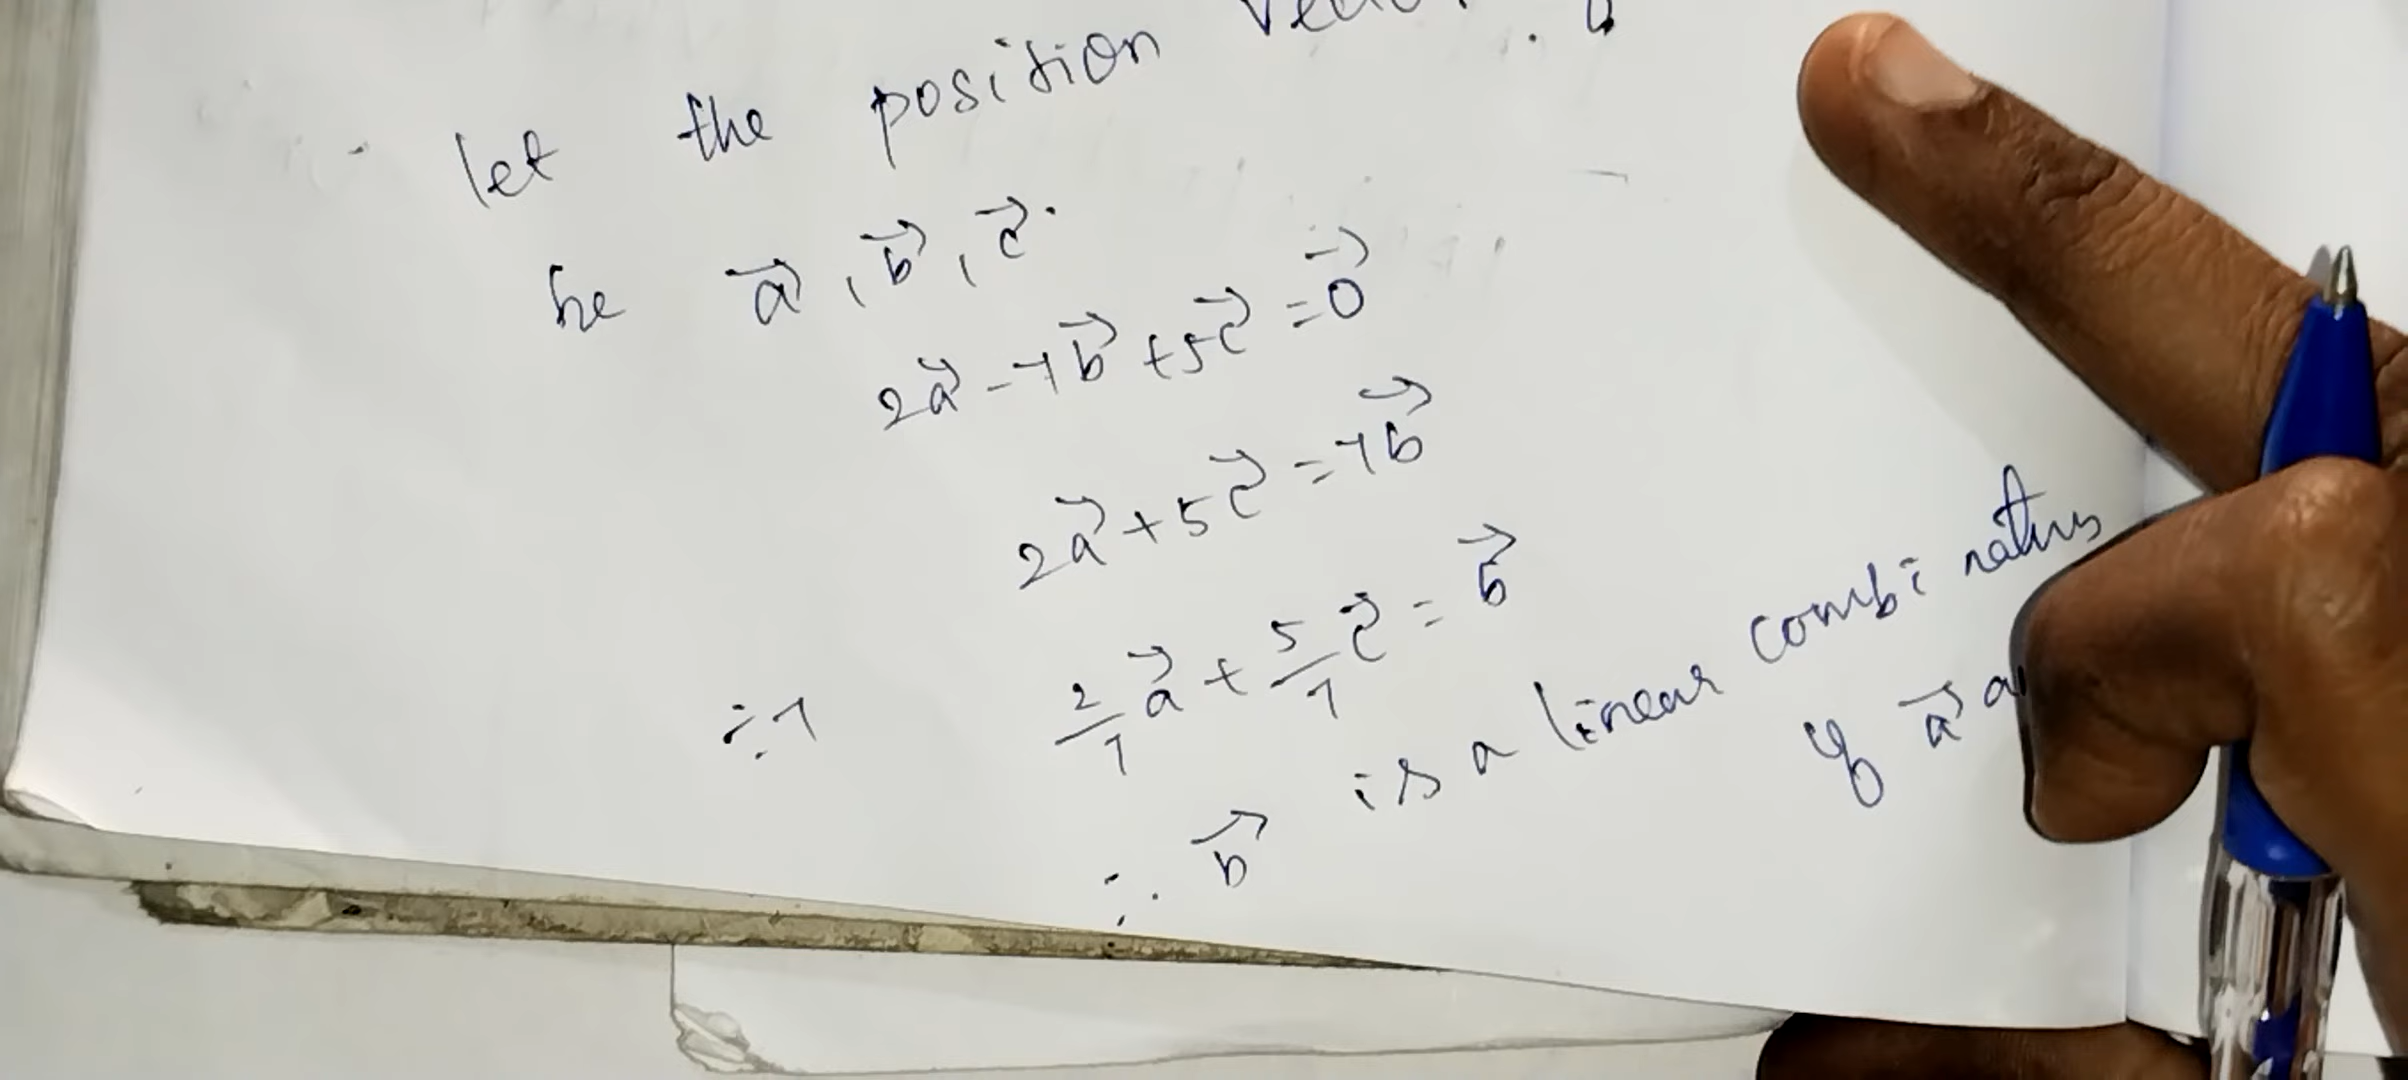 let the position
be a⃗, b⃗, c⃗.
2a⃗ - 7b⃗ + 5c⃗ = 0⃗
2a⃗ + 5c⃗ = 7b⃗
÷7 2/7 a⃗ + 5/7 c⃗ = b⃗
∴ b⃗ is a linear combination
of a⃗